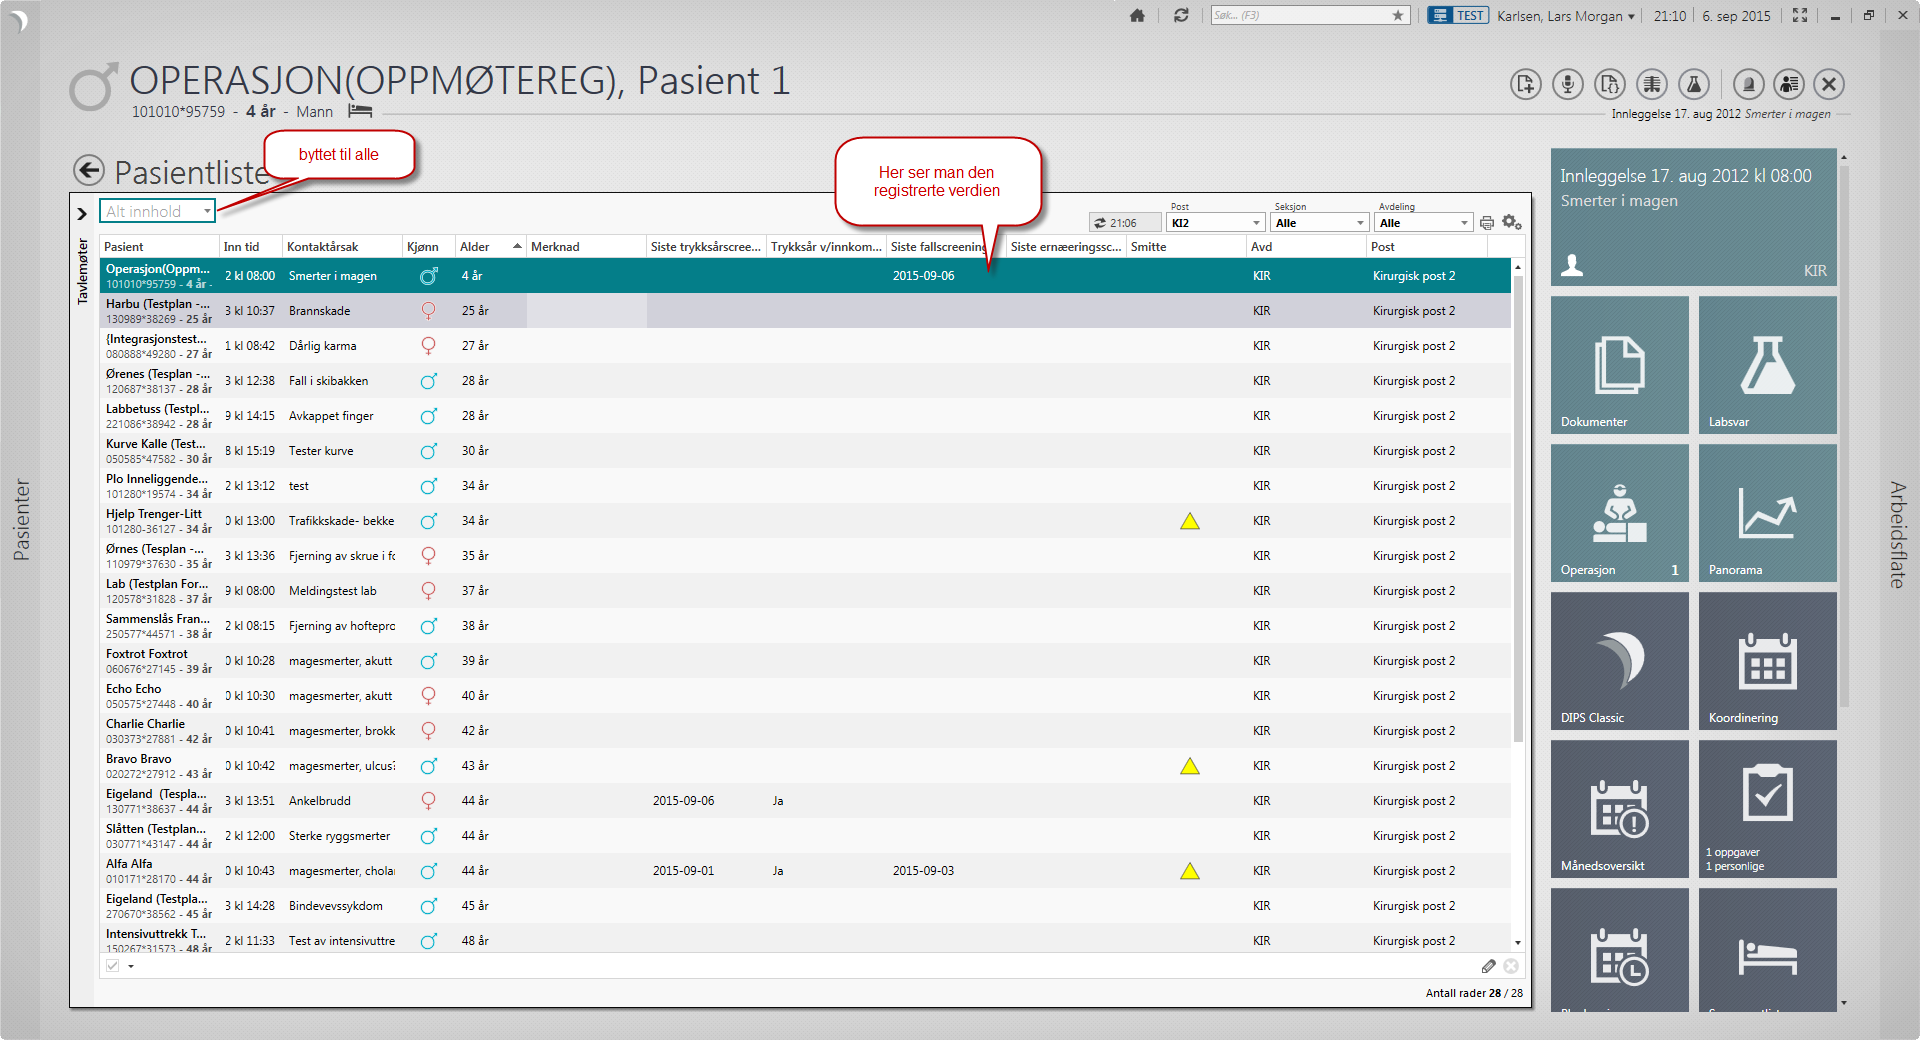 Søk... (F3)
TEST
Karlsen, Lars Morgan
21:10
6. sep 2015
OPERASJON(OPPMØTEREG), Pasient 1
101010*95759 - 4 år - Mann
Innleggelse 17. aug 2012 Smerter i magen
byttet til alle
Her ser man den
registrerte verdien
Pasientliste
Alt innhold
21:06
Post
KI2
Seksjon
Alle
Avdeling
Alle
Tavlemøter
Pasienter
Arbeidsflate
Pasient Inn tid Kontaktårsak Kjønn Alder Merknad Siste trykksårscree... Trykksår v/innkom... Siste fallscreening Siste ernæeringssc... Smitte Avd Post
Operasjon(Oppm...
101010*95759 - 4 år - 2 kl 08:00 Smerter i magen 4 år 2015-09-06 KIR Kirurgisk post 2
Harbu (Testplan -...
130989*38269 - 25 år 3 kl 10:37 Brannskade 25 år KIR Kirurgisk post 2
{Integrasjonstest...
080888*49280 - 27 år 1 kl 08:42 Dårlig karma 27 år KIR Kirurgisk post 2
Ørenes (Tesplan -...
120687*38137 - 28 år 3 kl 12:38 Fall i skibakken 28 år KIR Kirurgisk post 2
Labbetuss (Testpl...
221086*38942 - 28 år 9 kl 14:15 Avkappet finger 28 år KIR Kirurgisk post 2
Kurve Kalle (Test...
050585*47582 - 30 år 8 kl 15:19 Tester kurve 30 år KIR Kirurgisk post 2
Plo Inneliggende...
101280*19574 - 34 år 2 kl 13:12 test 34 år KIR Kirurgisk post 2
Hjelp Trenger-Litt
101280-36127 - 34 år 0 kl 13:00 Trafikkskade- bekke 34 år KIR Kirurgisk post 2
Ørnes (Tesplan -...
110979*37630 - 35 år 3 kl 13:36 Fjerning av skrue i fo 35 år KIR Kirurgisk post 2
Lab (Testplan For...
120578*31828 - 37 år 9 kl 08:00 Meldingstest lab 37 år KIR Kirurgisk post 2
Sammenslås Fran...
250577*44571 - 38 år 2 kl 08:15 Fjerning av hoftepro 38 år KIR Kirurgisk post 2
Foxtrot Foxtrot
060676*27145 - 39 år 0 kl 10:28 magesmerter, akutt 39 år KIR Kirurgisk post 2
Echo Echo
050575*27448 - 40 år 0 kl 10:30 magesmerter, akutt 40 år KIR Kirurgisk post 2
Charlie Charlie
030373*27881 - 42 år 0 kl 10:41 magesmerter, brokk 42 år KIR Kirurgisk post 2
Bravo Bravo
020272*27912 - 43 år 0 kl 10:42 magesmerter, ulcus? 43 år KIR Kirurgisk post 2
Eigeland (Tespla...
130771*38637 - 44 år 3 kl 13:51 Ankelbrudd 44 år 2015-09-06 Ja KIR Kirurgisk post 2
Slåtten (Testplan...
030771*43147 - 44 år 2 kl 12:00 Sterke ryggsmerter 44 år KIR Kirurgisk post 2
Alfa Alfa
010171*28170 - 44 år 0 kl 10:43 magesmerter, cholar 44 år 2015-09-01 Ja 2015-09-03 KIR Kirurgisk post 2
Eigeland (Testpla...
270670*38562 - 45 år 3 kl 14:28 Bindevevssykdom 45 år KIR Kirurgisk post 2
Intensivuttrekk T...
150267*31573 - 48 år 2 kl 11:33 Test av intensivuttre 48 år KIR Kirurgisk post 2
Antall rader 28 / 28
Innleggelse 17. aug 2012 kl 08:00
Smerter i magen
KIR
Dokumenter
Labsvar
Operasjon 1
Panorama
DIPS Classic
Koordinering
Månedsoversikt
1 oppgaver
1 personlige